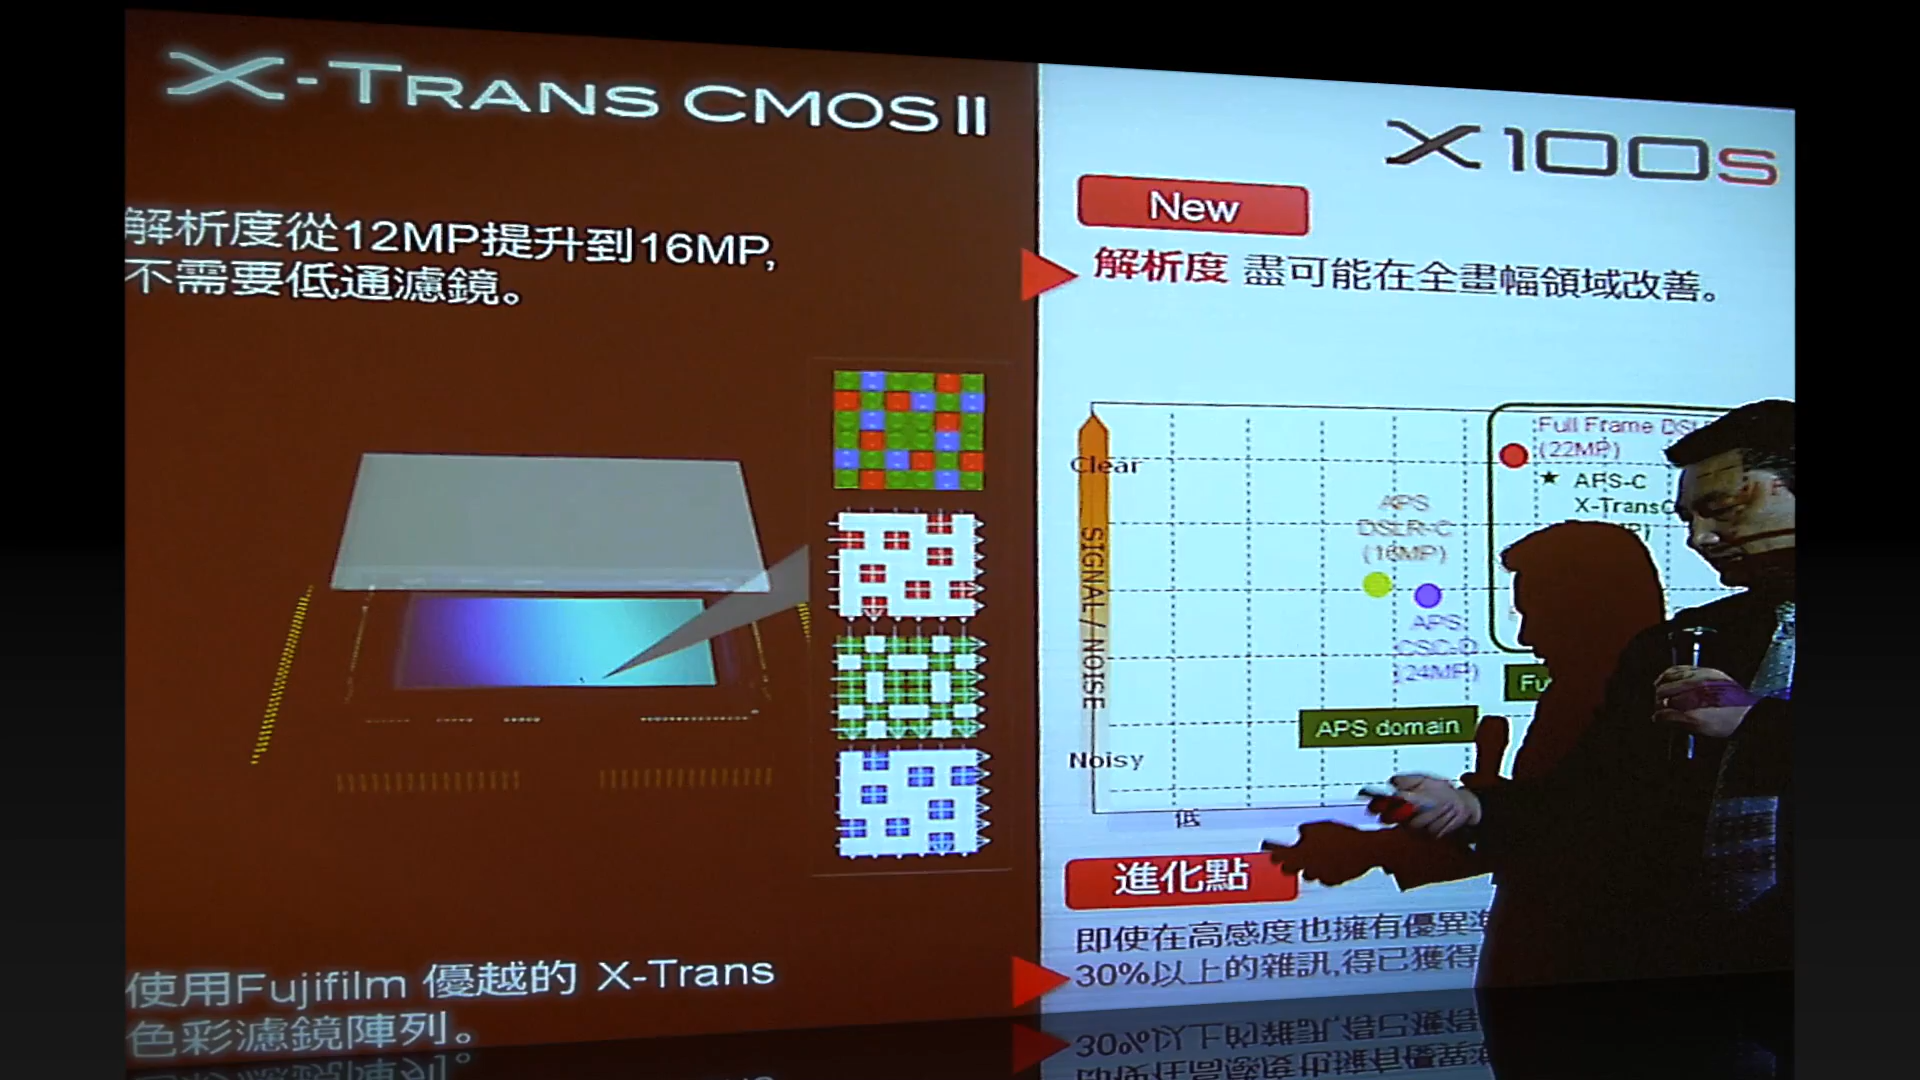 X-TRANS CMOS II
解析度從12MP提升到16MP,
不需要低通濾鏡。
使用Fujifilm 優越的 X-Trans
色彩濾鏡陣列。
X100S
New
解析度 盡可能在全畫幅領域改善。
Clear
SIGNAL / NOISE
Noisy
低
Full Frame
(22MP)
★ APS-C
APS
DSLR-C
(16MP)
APS
CSC-D
(24MP)
APS domain
進化點
即使在高感度也擁有優異
30%以上的雜訊,得已獲得